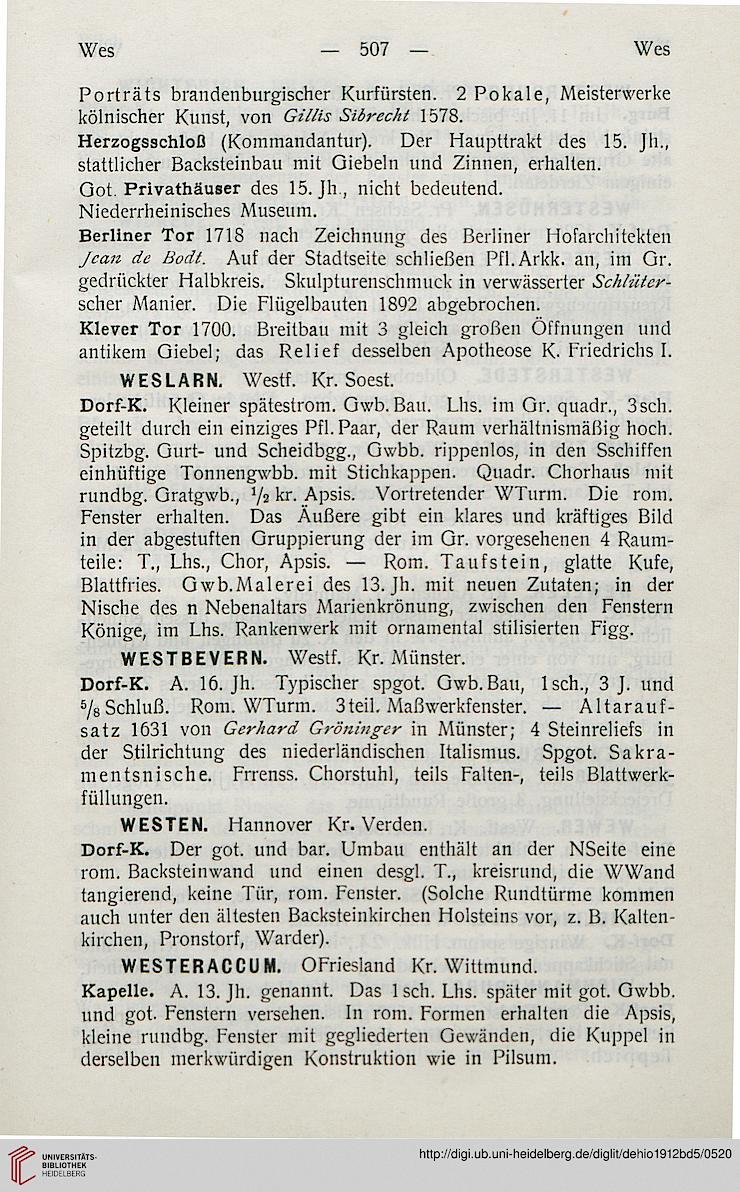 Wes — 507 — Wes
Porträts brandenburgischer Kurfürsten. 2 Pokale, Meisterwerke
kölnischer Kunst, von Gillis Sibrecht 1578.
Herzogsschloß (Kommandantur). Der Haupttrakt des 15. Jh.,
stattlicher Backsteinbau mit Giebeln und Zinnen, erhalten.
Got. Privathäuser des 15. Jh., nicht bedeutend.
Niederrheinisches Museum.
Berliner Tor 1718 nach Zeichnung des Berliner Hofarchitekten
Jean de Bodt. Auf der Stadtseite schließen Pfl. Arkk. an, im Gr.
gedrückter Halbkreis. Skulpturenschmuck in verwässerter Schlüter-
scher Manier. Die Flügelbauten 1892 abgebrochen.
Klever Tor 1700. Breitbau mit 3 gleich großen Öffnungen und
antikem Giebel; das Relief desselben Apotheose K. Friedrichs I.
WESLARN. Westf. Kr. Soest.
Dorf-K. Kleiner spätestrom. Gwb. Bau. Lhs. im Gr. quadr., 3sch.
geteilt durch ein einziges Pfl. Paar, der Raum verhältnismäßig hoch.
Spitzbg. Gurt- und Scheidbgg., Gwbb. rippenlos, in den Sschiffen
einhüftige Tonnengwbb. mit Stichkappen. Quadr. Chorhaus mit
rundbg. Gratgwb., 1/2 kr. Apsis. Vortretender WTurm. Die rom.
Fenster erhalten. Das Äußere gibt ein klares und kräftiges Bild
in der abgestuften Gruppierung der im Gr. vorgesehenen 4 Raum-
teile: T., Lhs., Chor, Apsis. — Rom. Taufstein, glatte Kufe,
Blattfries. Gwb.Malerei des 13. Jh. mit neuen Zutaten; in der
Nische des n Nebenaltars Marienkrönung, zwischen den Fenstern
Könige, im Lhs. Rankenwerk mit ornamental stilisierten Figg.
WESTBEVERN. Westf. Kr. Münster.
Dorf-K. A. 16. Jh. Typischer spgot. Gwb. Bau, 1sch., 3 J. und
5/8 Schluß. Rom. WTurm. 3teil. Maßwerkfenster. — Altarauf-
satz 1631 von Gerhard Gröninger in Münster; 4 Steinreliefs in
der Stilrichtung des niederländischen Italismus. Spgot. Sakra-
mentsnische. Frrenss. Chorstuhl, teils Falten-, teils Blattwerk-
füllungen.
WESTEN. Hannover Kr. Verden.
Dorf-K. Der got. und bar. Umbau enthält an der NSeite eine
rom. Backsteinwand und einen desgl. T., kreisrund, die WWand
tangierend, keine Tür, rom. Fenster. (Solche Rundtürme kommen
auch unter den ältesten Backsteinkirchen Holsteins vor, z. B. Kalten-
kirchen, Pronstorf, Warder).
WESTERACCUM. OFriesland Kr. Wittmund.
Kapelle. A. 13. Jh. genannt. Das 1sch. Lhs. später mit got. Gwbb.
und got. Fenstern versehen. In rom. Formen erhalten die Apsis,
kleine rundbg. Fenster mit gegliederten Gewänden, die Kuppel in
derselben merkwürdigen Konstruktion wie in Pilsum.
UNIVERSITÄTS-
BIBLIOTHEK
HEIDELBERG
http://digi.ub.uni-heidelberg.de/diglit/dehio1912bd5/0520